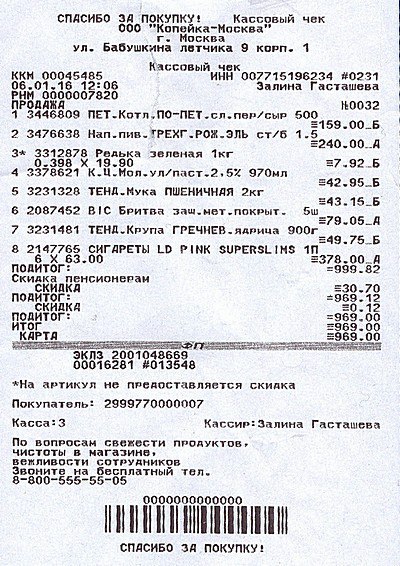 СПАСИБО ЗА ПОКУПКУ! Кассовый чек
ООО "Копейка-Москва"
г. Москва
ул. Бабушкина летчика 9 корп. 1
Кассовый чек
ККМ 00045485 ИНН 007715196234 #0231
06.01.16 12:06 Залина Гасташева
РНМ 0000007820
ПРОДАЖА №0032
1 3446809 ПЕТ.Котл.ПО-ПЕТ.сл.пер/сыр 500
≡159.00_Б
2 3476638 Нап.пив.ТРЕХГ.РОЖ.ЭЛЬ ст/б 1.5
≡240.00_А
3* 3312878 Редька зеленая 1кг
0.398 X 19.90 ≡7.92_Б
4 3378621 К.Ц.Мол.ул/паст.2,5% 970мл
≡42.95_Б
5 3231328 ТЕНД.Мука ПШЕНИЧНАЯ 2кг
≡43.15_Б
6 2087452 BIC Бритва заш.мет.покрыт. 5ш
≡79.05_А
7 3231481 ТЕНД.Крупа ГРЕЧНЕВ.ядрица 900г
≡49.75_Б
8 2147765 СИГАРЕТЫ LD PINK SUPERSLIMS 1П
6 X 63.00 ≡378.00_А
ПОДИТОГ: =999.82
Скидка пенсионерам
СКИДКА ≡30.70
ПОДИТОГ: =969.12
СКИДКА ≡0.12
ПОДИТОГ: =969.00
ИТОГ ≡969.00
КАРТА ≡969.00
ФП
ЭКЛЗ 2001048669
00016281 #013548
*На артикул не предоставляется скидка
Покупатель: 2999770000007
Касса:3 Кассир:Залина Гасташева
По вопросам свежести продуктов,
чистоты в магазине,
вежливости сотрудников
Звоните на бесплатный тел.
8-800-555-55-05
0000000000000
СПАСИБО ЗА ПОКУПКУ!